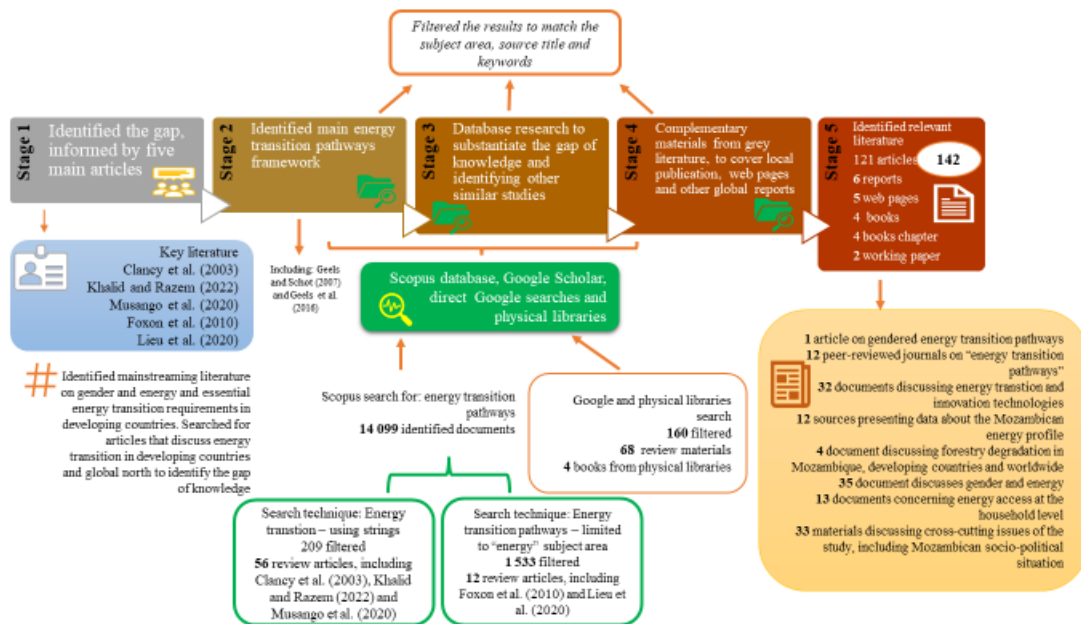 Filtered the results to match the
subject area, source title and
keywords
Stage 1
Identified the gap,
informed by five
main articles
Stage 2
Identified main energy
transition pathways
framework
Stage 3
Database research to
substantiate the gap of
knowledge and
identifying other
similar studies
Stage 4
Complementary
materials from grey
literature, to cover local
publication, web pages
and other global reports
Stage 5
Identified relevant
literature
121 articles
142
6 reports
5 web pages
4 books
4 books chapter
2 working paper
Key literature
Clancy et al. (2003)
Khalid and Razem (2022)
Musango et al. (2020)
Foxon et al. (2010)
Lieu et al. (2020)
Including: Geels
and Schot (2007)
and Geels et al.
(2016)
Scopus database, Google Scholar,
direct Google searches and
physical libraries
# Identified mainstreaming literature
on gender and energy and essential
energy transition requirements in
developing countries. Searched for
articles that discuss energy
transition in developing countries
and global north to identify the gap
of knowledge
Scopus search for: energy transition
pathways
14 099 identified documents
Google and physical libraries
search
160 filtered
68 review materials
4 books from physical libraries
Search technique: Energy
transtion – using strings
209 filtered
56 review articles, including
Clancy et al. (2003), Khalid
and Razem (2022) and
Musango et al. (2020)
Search technique: Energy
transition pathways – limited
to "energy" subject area
1 533 filtered
12 review articles, including
Foxon et al. (2010) and Lieu et
al. (2020)
1 article on gendered energy transition pathways
12 peer-reviewed journals on "energy transition
pathways"
32 documents discussing energy transtion and
innovation technologies
12 sources presenting data about the Mozambican
energy profile
4 document discussing forestry degradation in
Mozambique, developing countries and worldwide
35 document discusses gender and energy
13 documents concerning energy access at the
household level
33 materials discussing cross-cutting issues of the
study, including Mozambican socio-political
situation